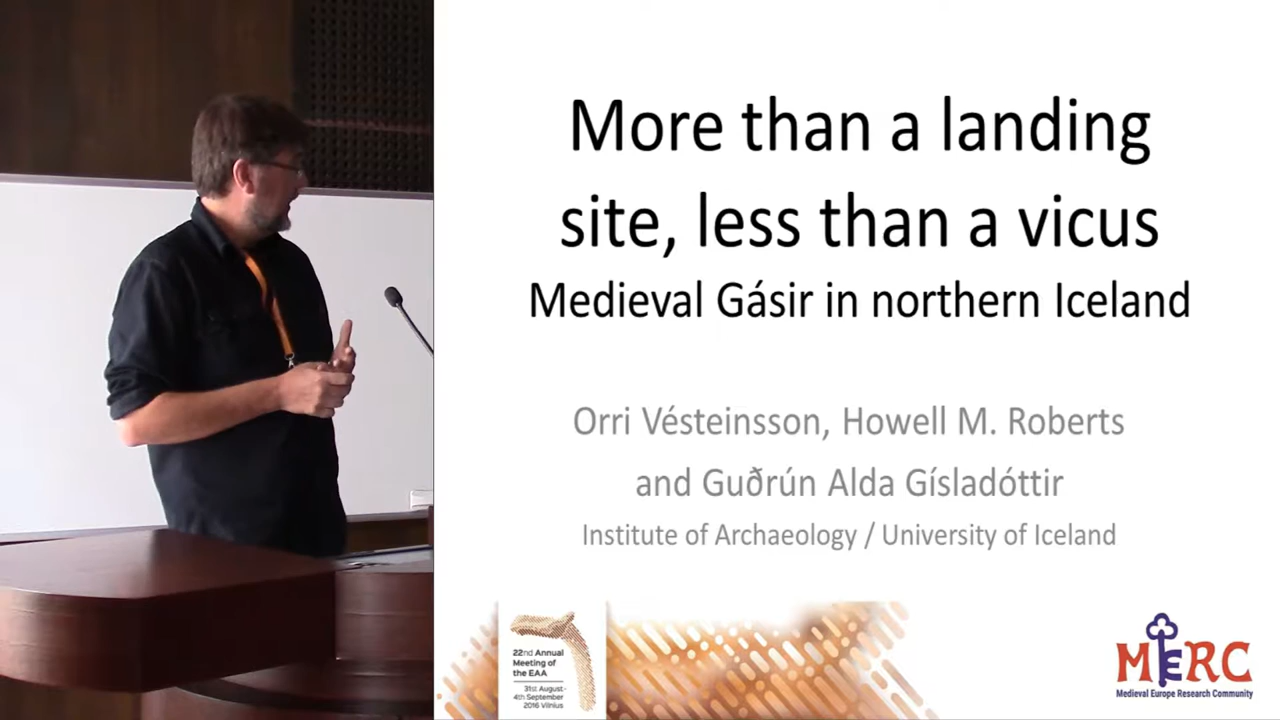 More than a landing
site, less than a vicus
Medieval Gásir in northern Iceland
Orri Vésteinsson, Howell M. Roberts
and Guðrún Alda Gísladóttir
Institute of Archaeology / University of Iceland
22nd Annual
Meeting of
the EAA
31st August-
4th September
2016 Vilnius
MERC
Medieval Europe Research Community